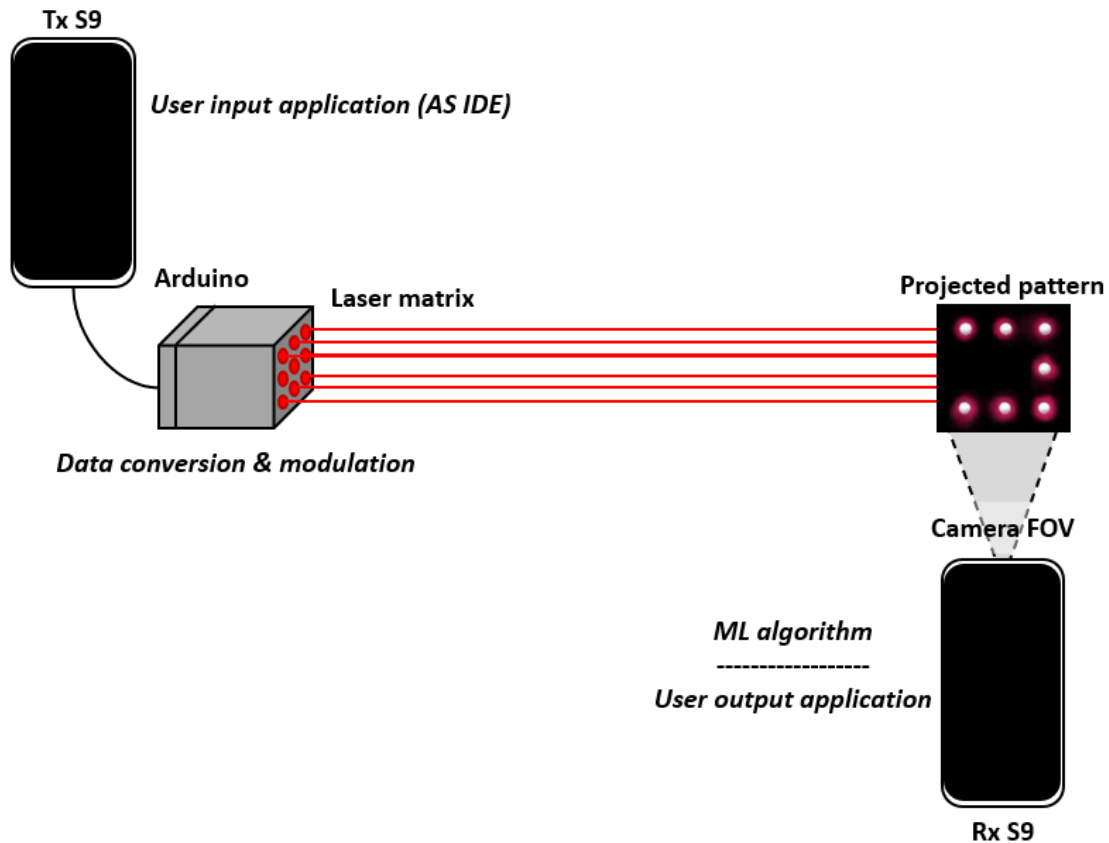 Tx S9
User input application (AS IDE)
Arduino
Laser matrix
Projected pattern
Data conversion & modulation
Camera FOV
ML algorithm
------------------
User output application
Rx S9